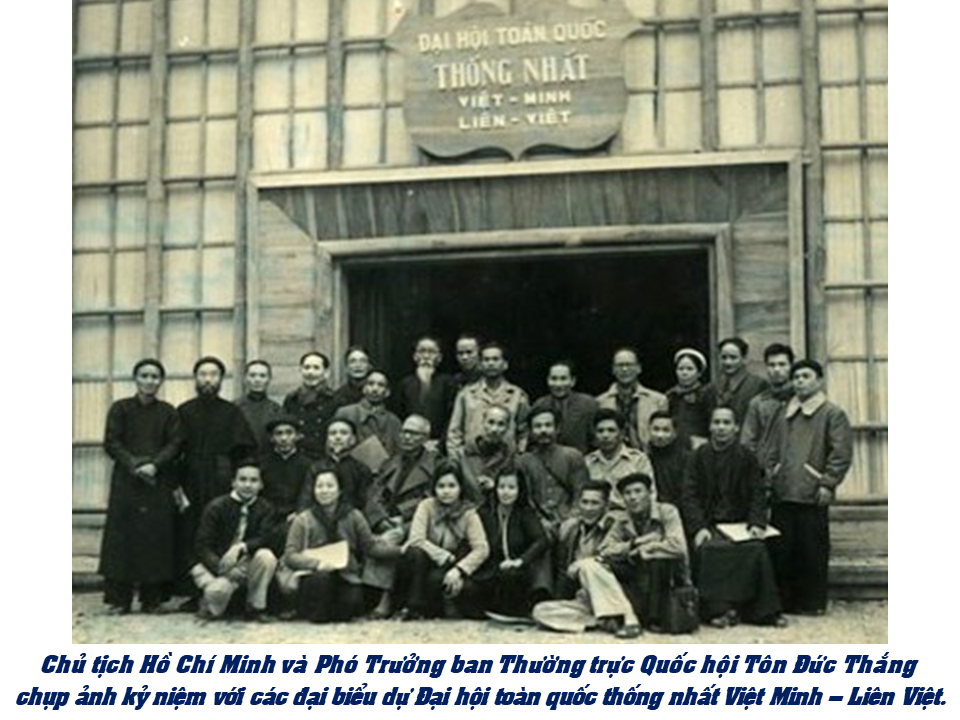 ĐẠI HỘI TOÀN QUỐC
THỐNG NHẤT
VIỆT - MINH
LIÊN - VIỆT
Chủ tịch Hồ Chí Minh và Phó Trưởng ban Thường trực Quốc hội Tôn Đức Thắng
chụp ảnh kỷ niệm với các đại biểu dự Đại hội toàn quốc thống nhất Việt Minh – Liên Việt.